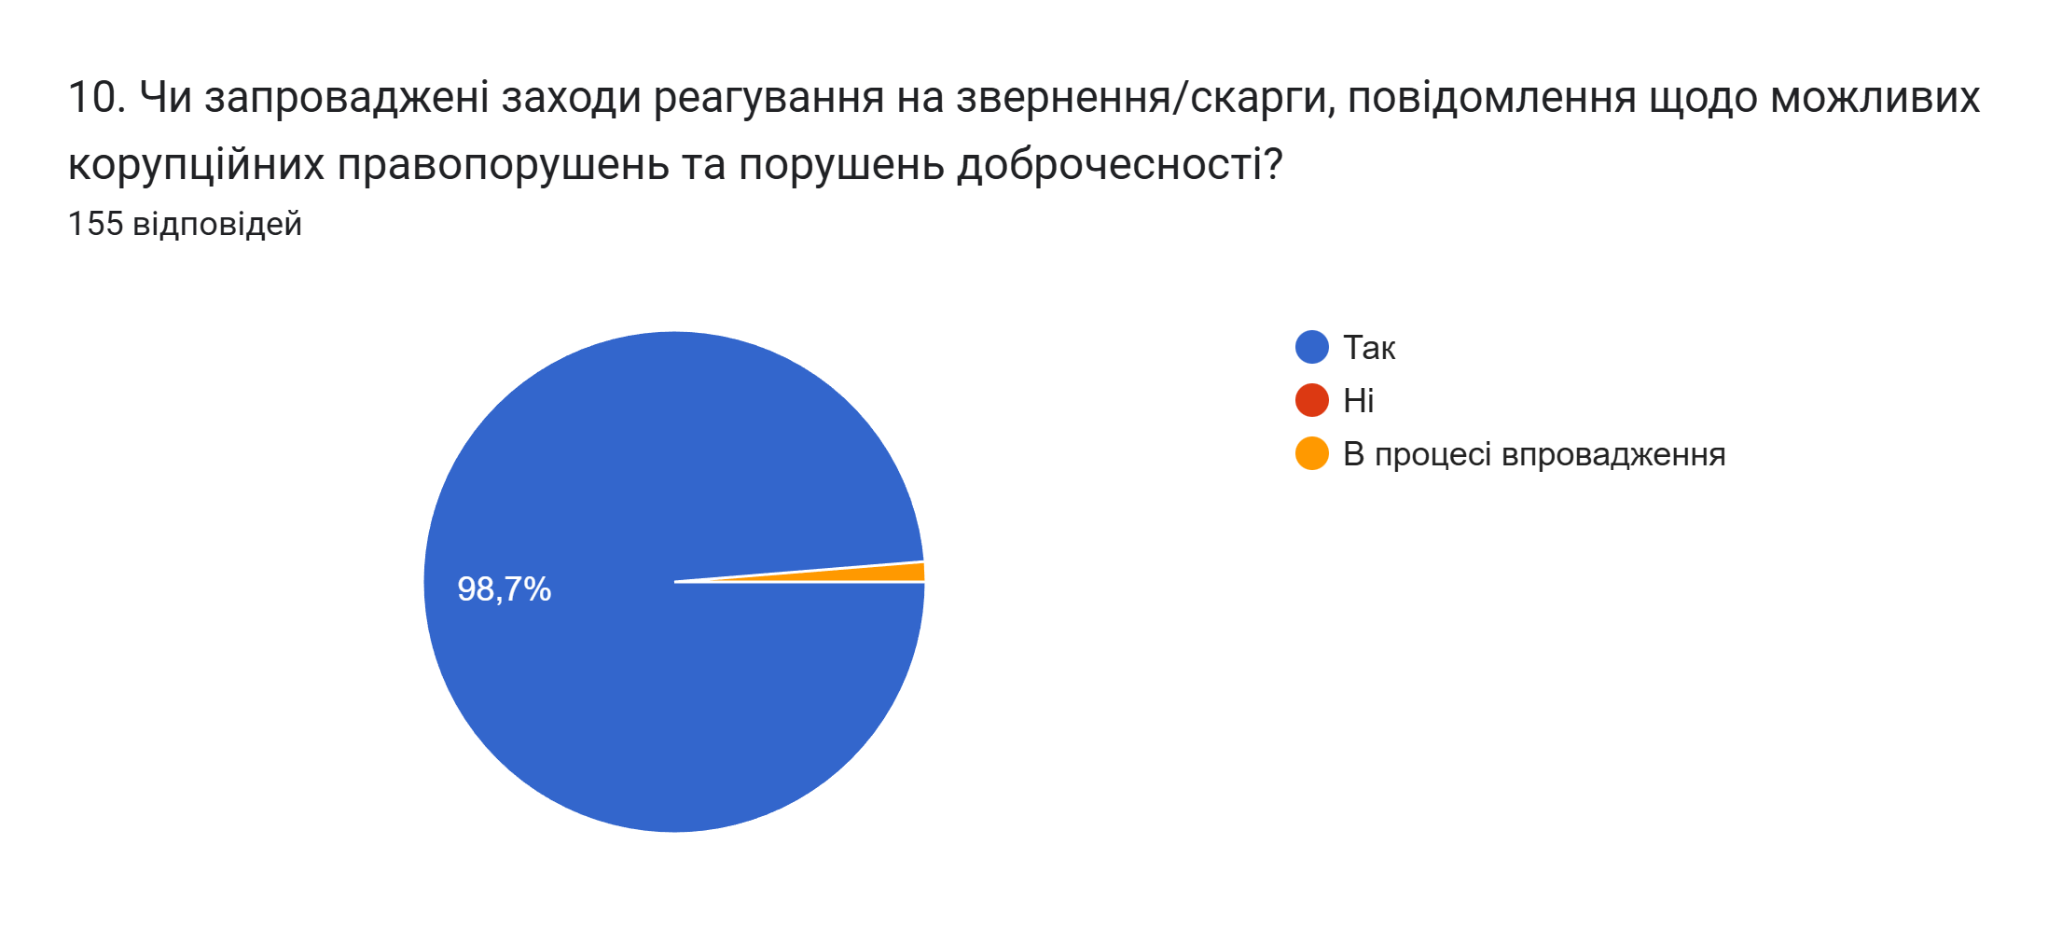 10. Чи запроваджені заходи реагування на звернення/скарги, повідомлення щодо можливих
корупційних правопорушень та порушень доброчесності?
155 відповідей
Так
Ні
В процесі впровадження
98,7%